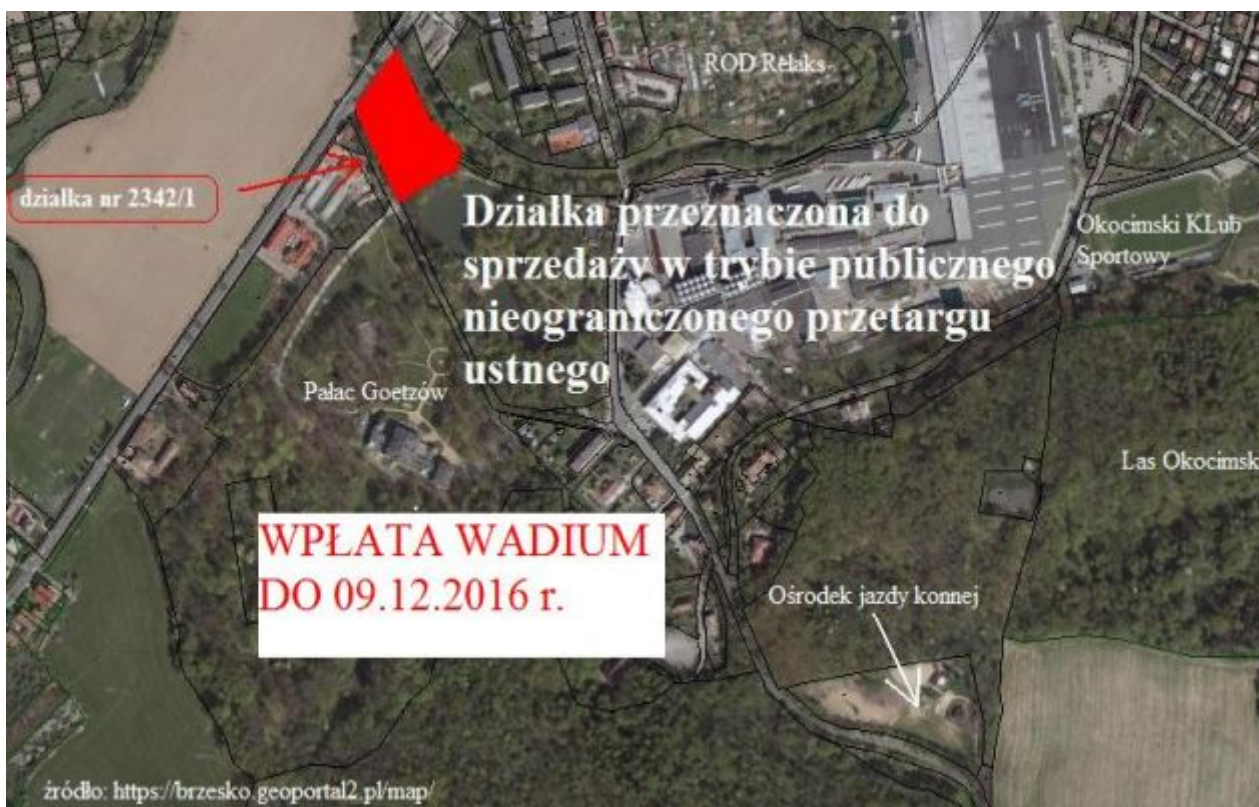 ROD Relaks
działka nr 2342/1
Działka przeznaczona do
sprzedaży w trybie publicznego
nieograniczonego przetargu
ustnego
Okocimski KLub
Sportowy
Pałac Goetzów
Las Okocimsk
WPŁATA WADIUM
DO 09.12.2016 r.
Ośrodek jazdy konnej
źródło: https://brzesko.geoportal2.pl/map/